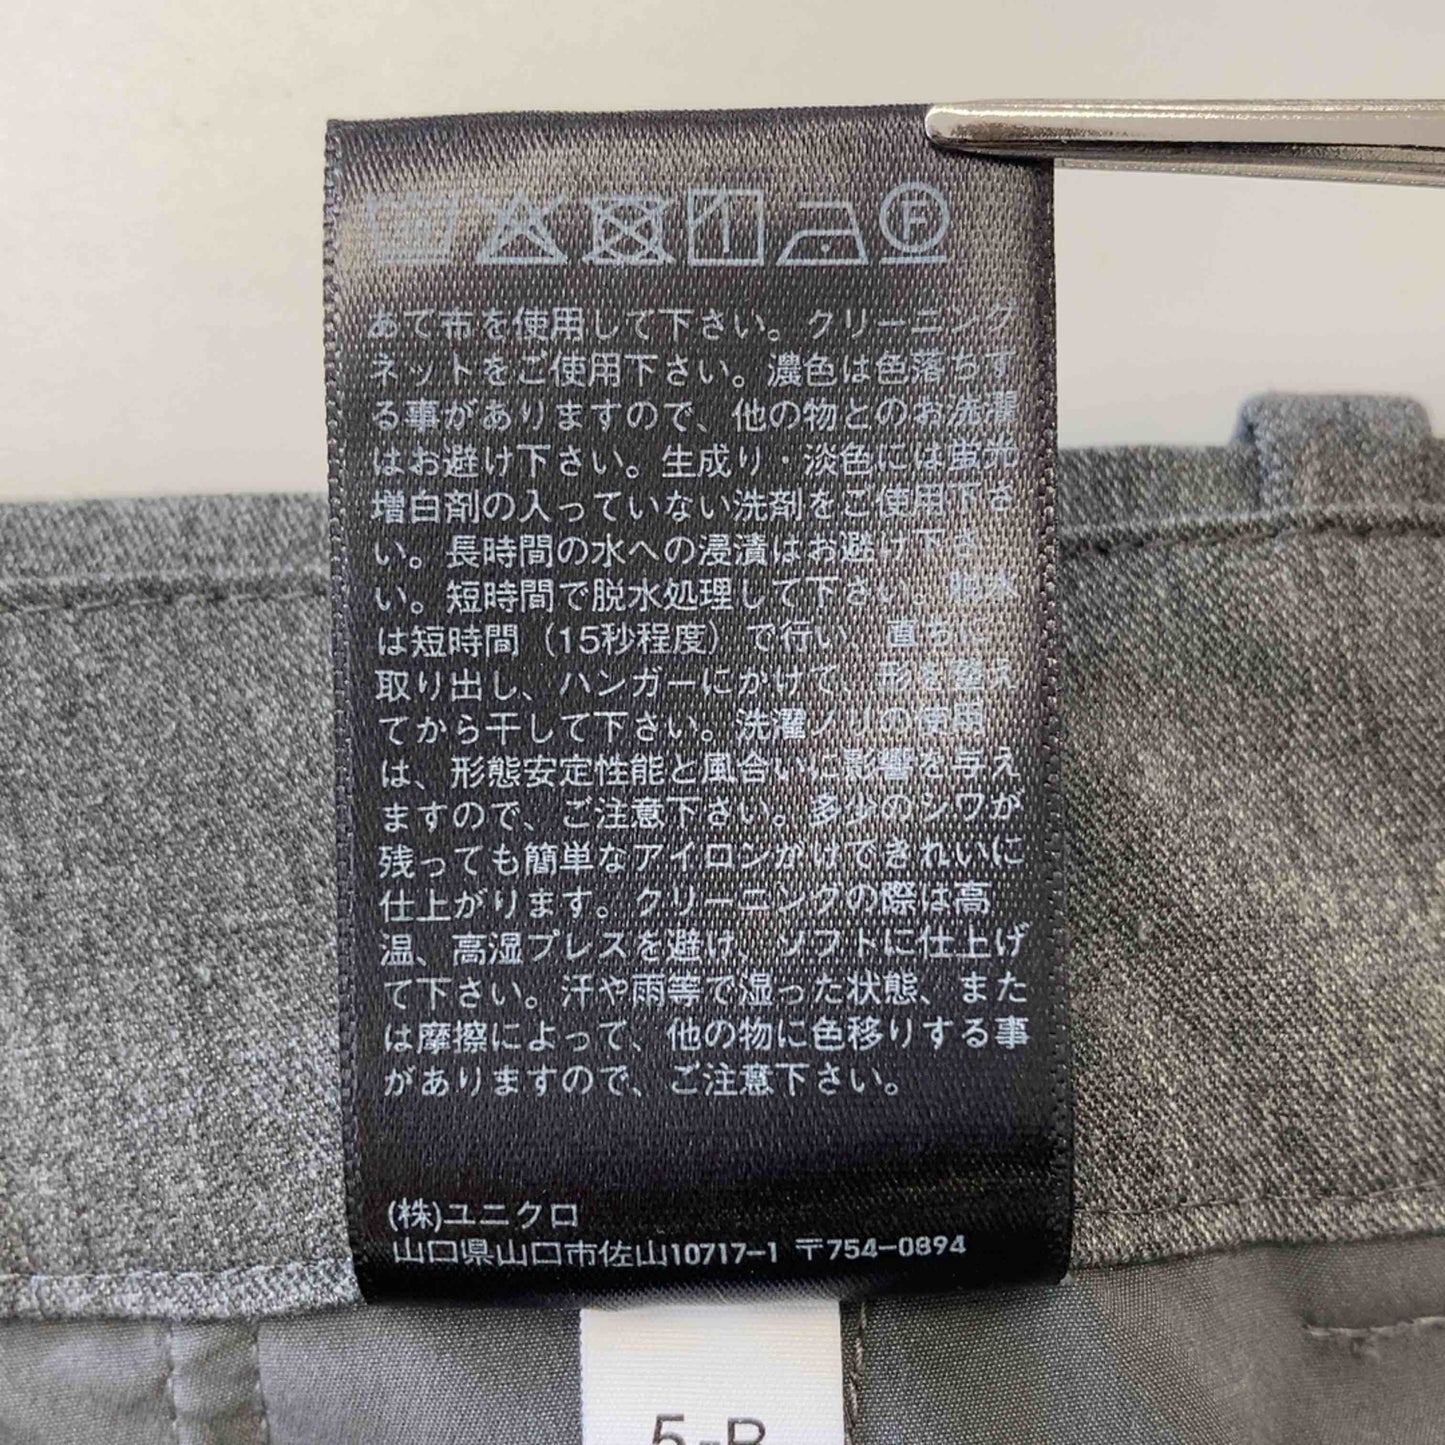 F
あて布を使用して下さい。クリーニング
ネットをご使用下さい。濃色は色落ちす
る事がありますので、他の物とのお洗濯
はお避け下さい。生成り・淡色には蛍光
増白剤の入っていない洗剤をご使用下さ
い。長時間の水への浸漬はお避け下さ
い。短時間で脱水処理して下さい。脱水
は短時間（15秒程度）で行い、直ちに
取り出し、ハンガーにかけて、形を整え
てから干して下さい。洗濯ノリの使用
は、形態安定性能と風合いに影響を与え
ますので、ご注意下さい。多少のシワが
残っても簡単なアイロンがけできれいに
仕上がります。クリーニングの際は高
温、高湿プレスを避け、ソフトに仕上げ
て下さい。汗や雨等で湿った状態、また
は摩擦によって、他の物に色移りする事
がありますので、ご注意下さい。
(株)ユニクロ
山口県山口市佐山10717-1 〒754-0894